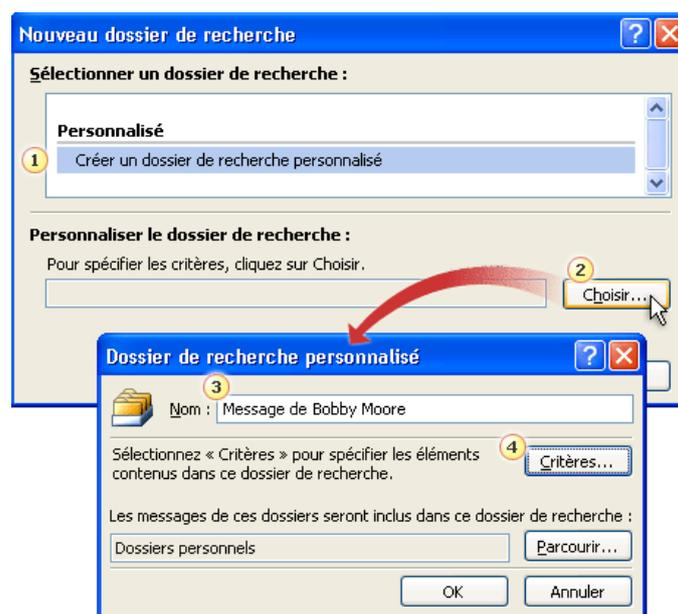 Nouveau dossier de recherche
Sélectionner un dossier de recherche :
Personnalisé
1 Créer un dossier de recherche personnalisé
Personnaliser le dossier de recherche :
Pour spécifier les critères, cliquez sur Choisir.
2
Choisir...
Dossier de recherche personnalisé
3
Nom : Message de Bobby Moore
Sélectionnez « Critères » pour spécifier les éléments
contenus dans ce dossier de recherche.
4 Critères...
Les messages de ces dossiers seront inclus dans ce dossier de recherche :
Dossiers personnels
Parcourir...
OK
Annuler